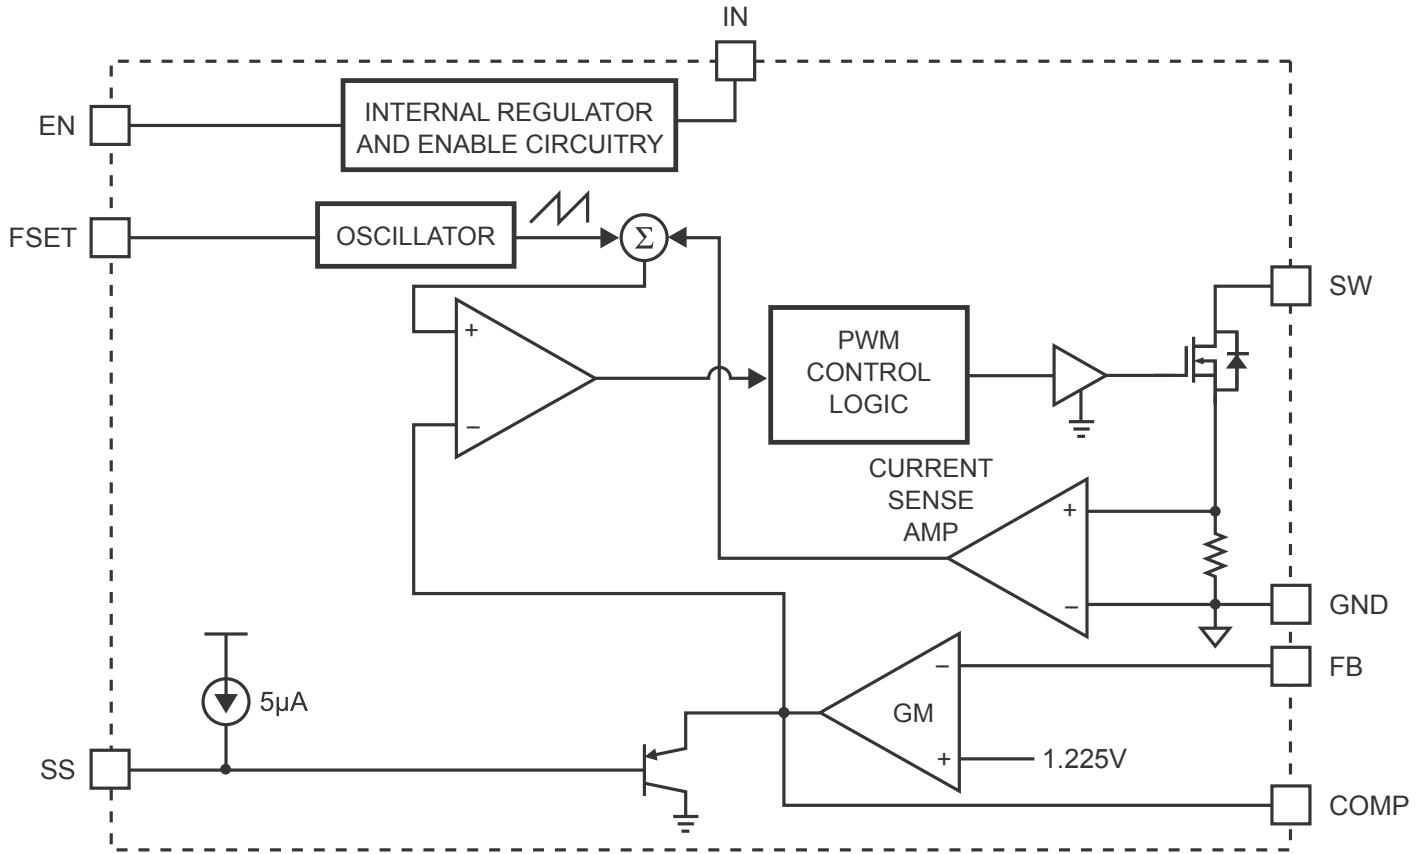 IN
EN
INTERNAL REGULATOR
AND ENABLE CIRCUITRY
FSET
OSCILLATOR
Σ
SW
+
−
PWM
CONTROL
LOGIC
CURRENT
SENSE
AMP
+
−
GND
FB
−
GM
+
1.225V
5µA
SS
COMP